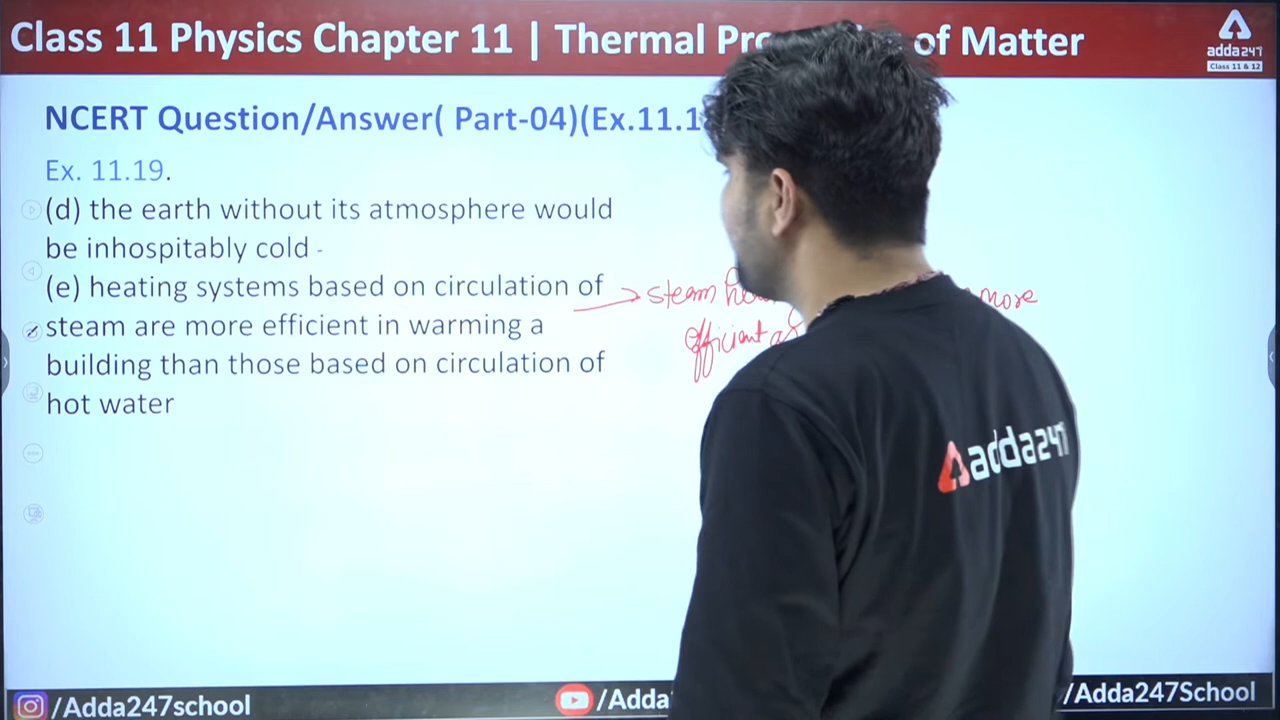 Class 11 Physics Chapter 11 | Thermal Pro of Matter
adda247
Class 11 & 12
NCERT Question/Answer( Part-04)(Ex.11.1
Ex. 11.19.
(d) the earth without its atmosphere would
be inhospitably cold -
(e) heating systems based on circulation of
steam are more efficient in warming a
building than those based on circulation of
hot water
steam more
efficient as
adda247
/Adda247school
/Adda
/Adda247School